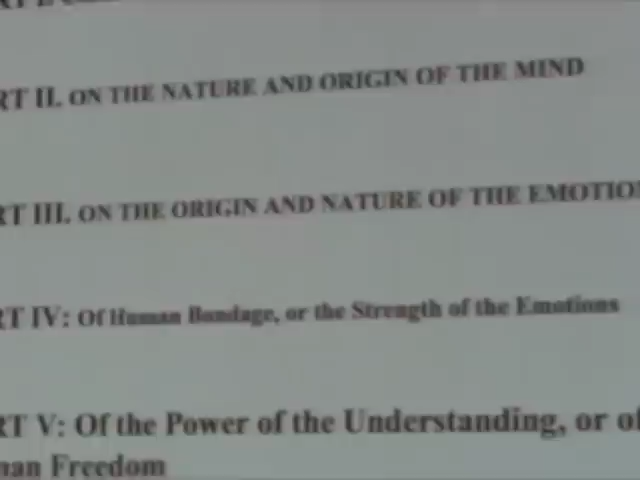 RT II. ON THE NATURE AND ORIGIN OF THE MIND
RT III. ON THE ORIGIN AND NATURE OF THE EMOTION
RT IV: Of Human Bondage, or the Strength of the Emotions
RT V: Of the Power of the Understanding, or of
man Freedom